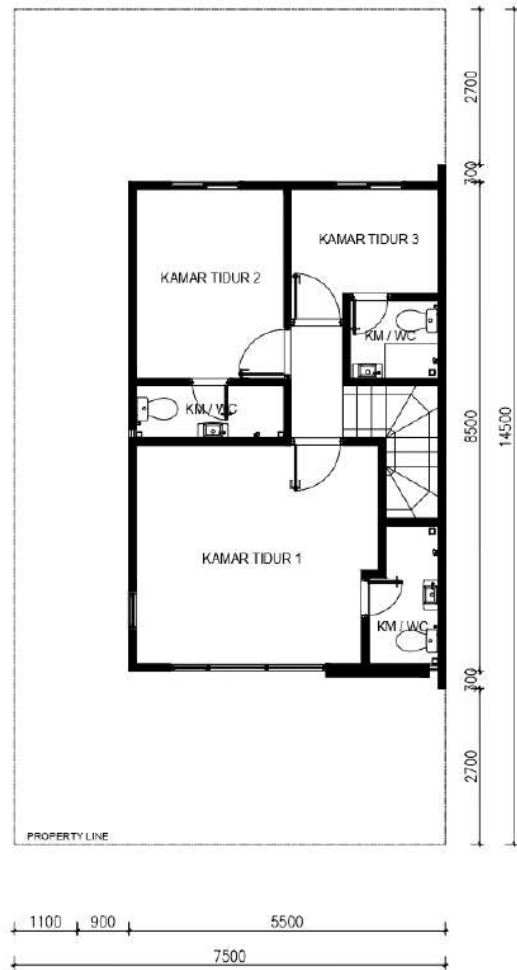 2700
300
KAMAR TIDUR 3
KAMAR TIDUR 2
KM / WC
KM / WC
8500
14500
KAMAR TIDUR 1
KM / WC
300
2700
PROPERTY LINE
1100 900 5500
7500